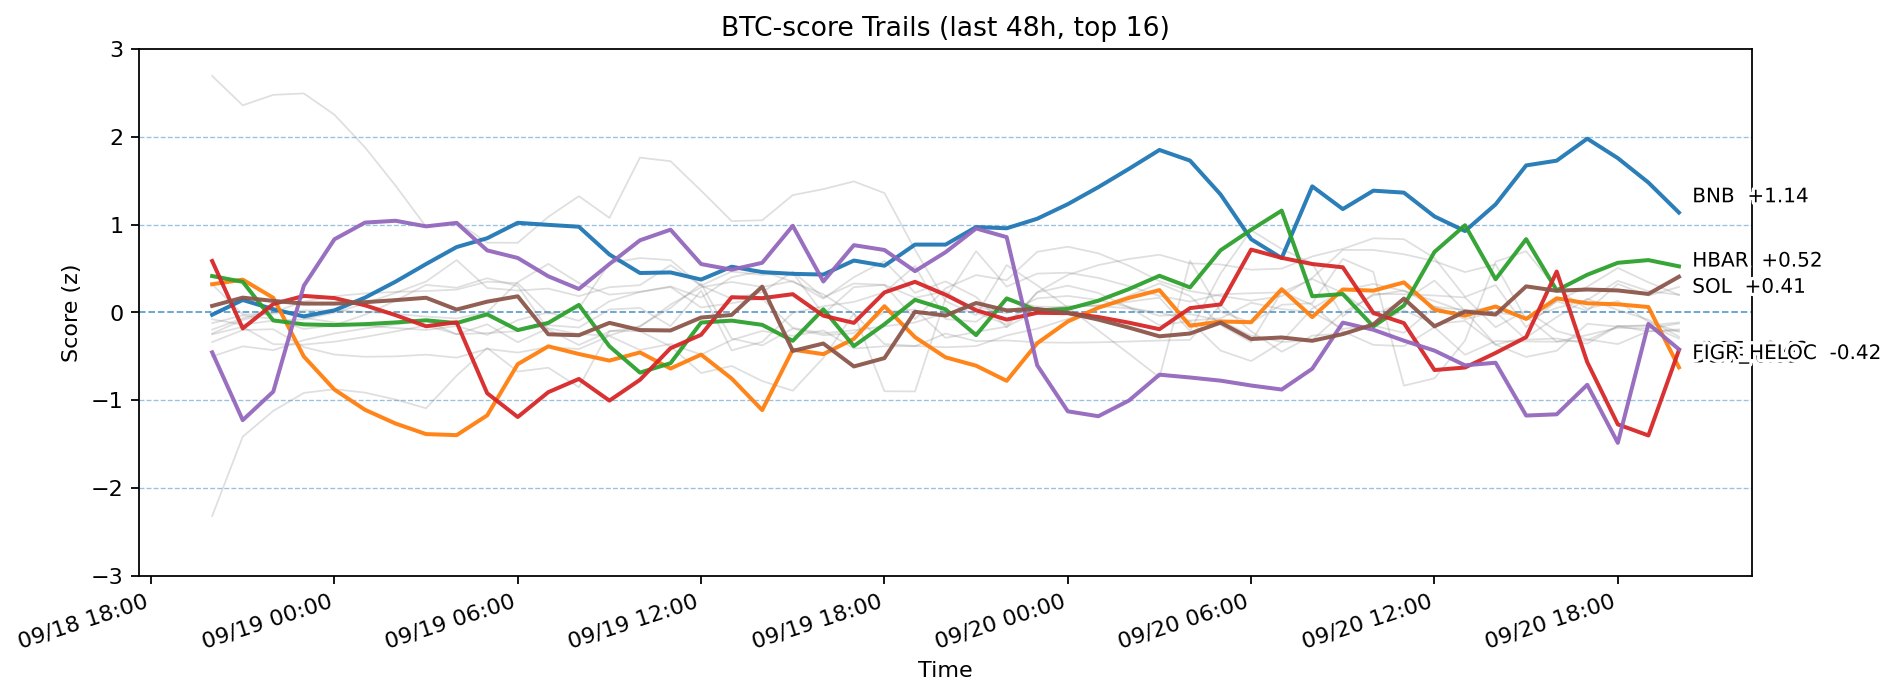 BTC-score Trails (last 48h, top 16)
Score (z)
3
2
1
0
−1
−2
−3
BNB +1.14
HBAR +0.52
SOL +0.41
FIGR_HELOC -0.42
09/18 18:00
09/19 00:00
09/19 06:00
09/19 12:00
09/19 18:00
09/20 00:00
09/20 06:00
09/20 12:00
09/20 18:00
Time